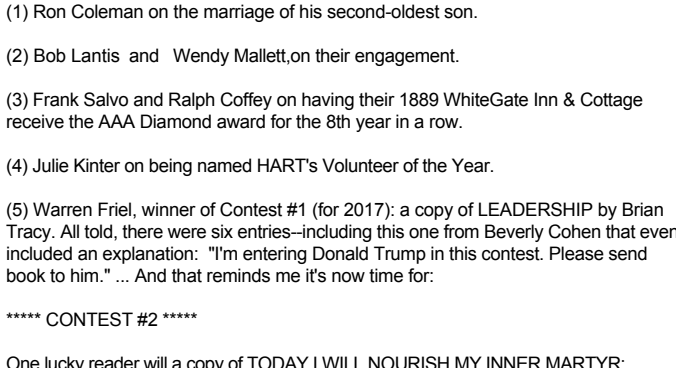 (1) Ron Coleman on the marriage of his second-oldest son.
(2) Bob Lantis and Wendy Mallett,on their engagement.
(3) Frank Salvo and Ralph Coffey on having their 1889 WhiteGate Inn & Cottage
receive the AAA Diamond award for the 8th year in a row.
(4) Julie Kinter on being named HART's Volunteer of the Year.
(5) Warren Friel, winner of Contest #1 (for 2017): a copy of LEADERSHIP by Brian
Tracy. All told, there were six entries--including this one from Beverly Cohen that even
included an explanation: "I'm entering Donald Trump in this contest. Please send
book to him." ... And that reminds me it's now time for:
***** CONTEST #2 *****
One lucky reader will a copy of TODAY I WILL NOURISH MY INNER MARTYR: